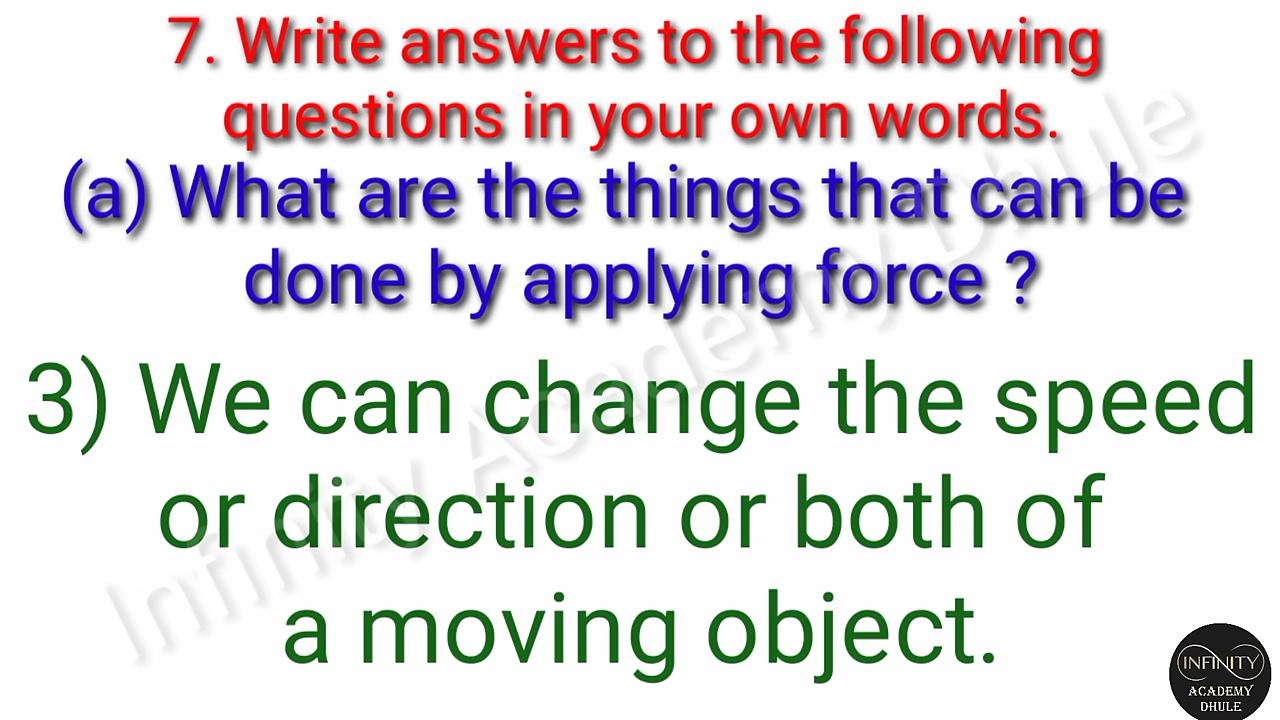 7. Write answers to the following
questions in your own words.
(a) What are the things that can be
done by applying force ?
3) We can change the speed
or direction or both of
a moving object.
Infinity Academy Dhule
INFINITY
ACADEMY
DHULE